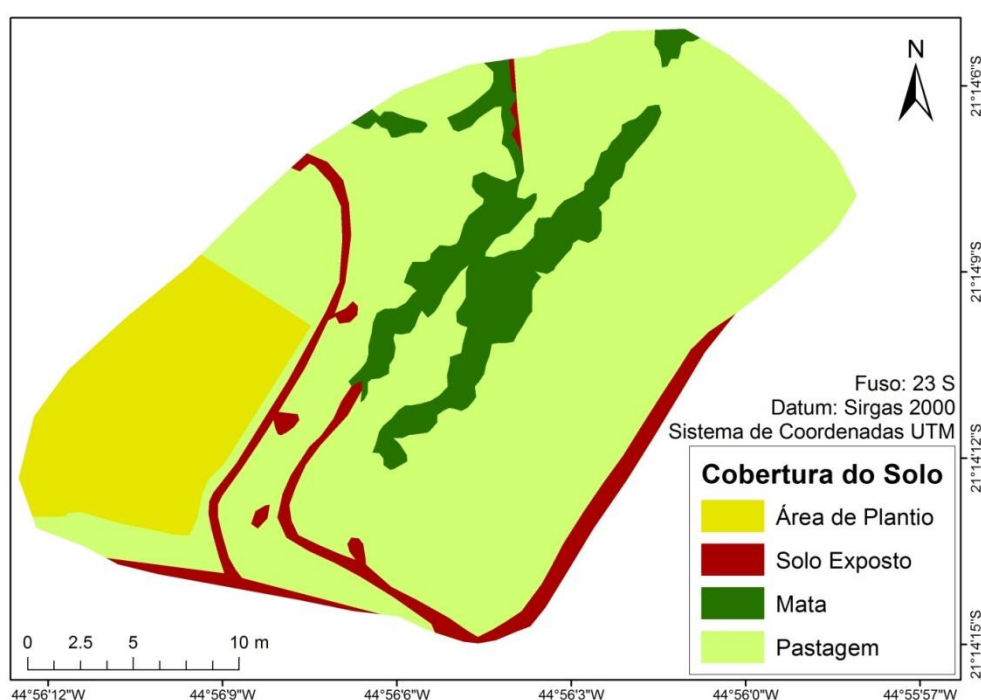 N
21°14'6"S
21°14'9"S
Fuso: 23 S
Datum: Sirgas 2000
Sistema de Coordenadas UTM
21°14'12"S
Cobertura do Solo
Área de Plantio
Solo Exposto
Mata
Pastagem
21°14'15"S
0 2.5 5 10 m
44°56'12"W 44°56'9"W 44°56'6"W 44°56'3"W 44°56'0"W 44°55'57"W